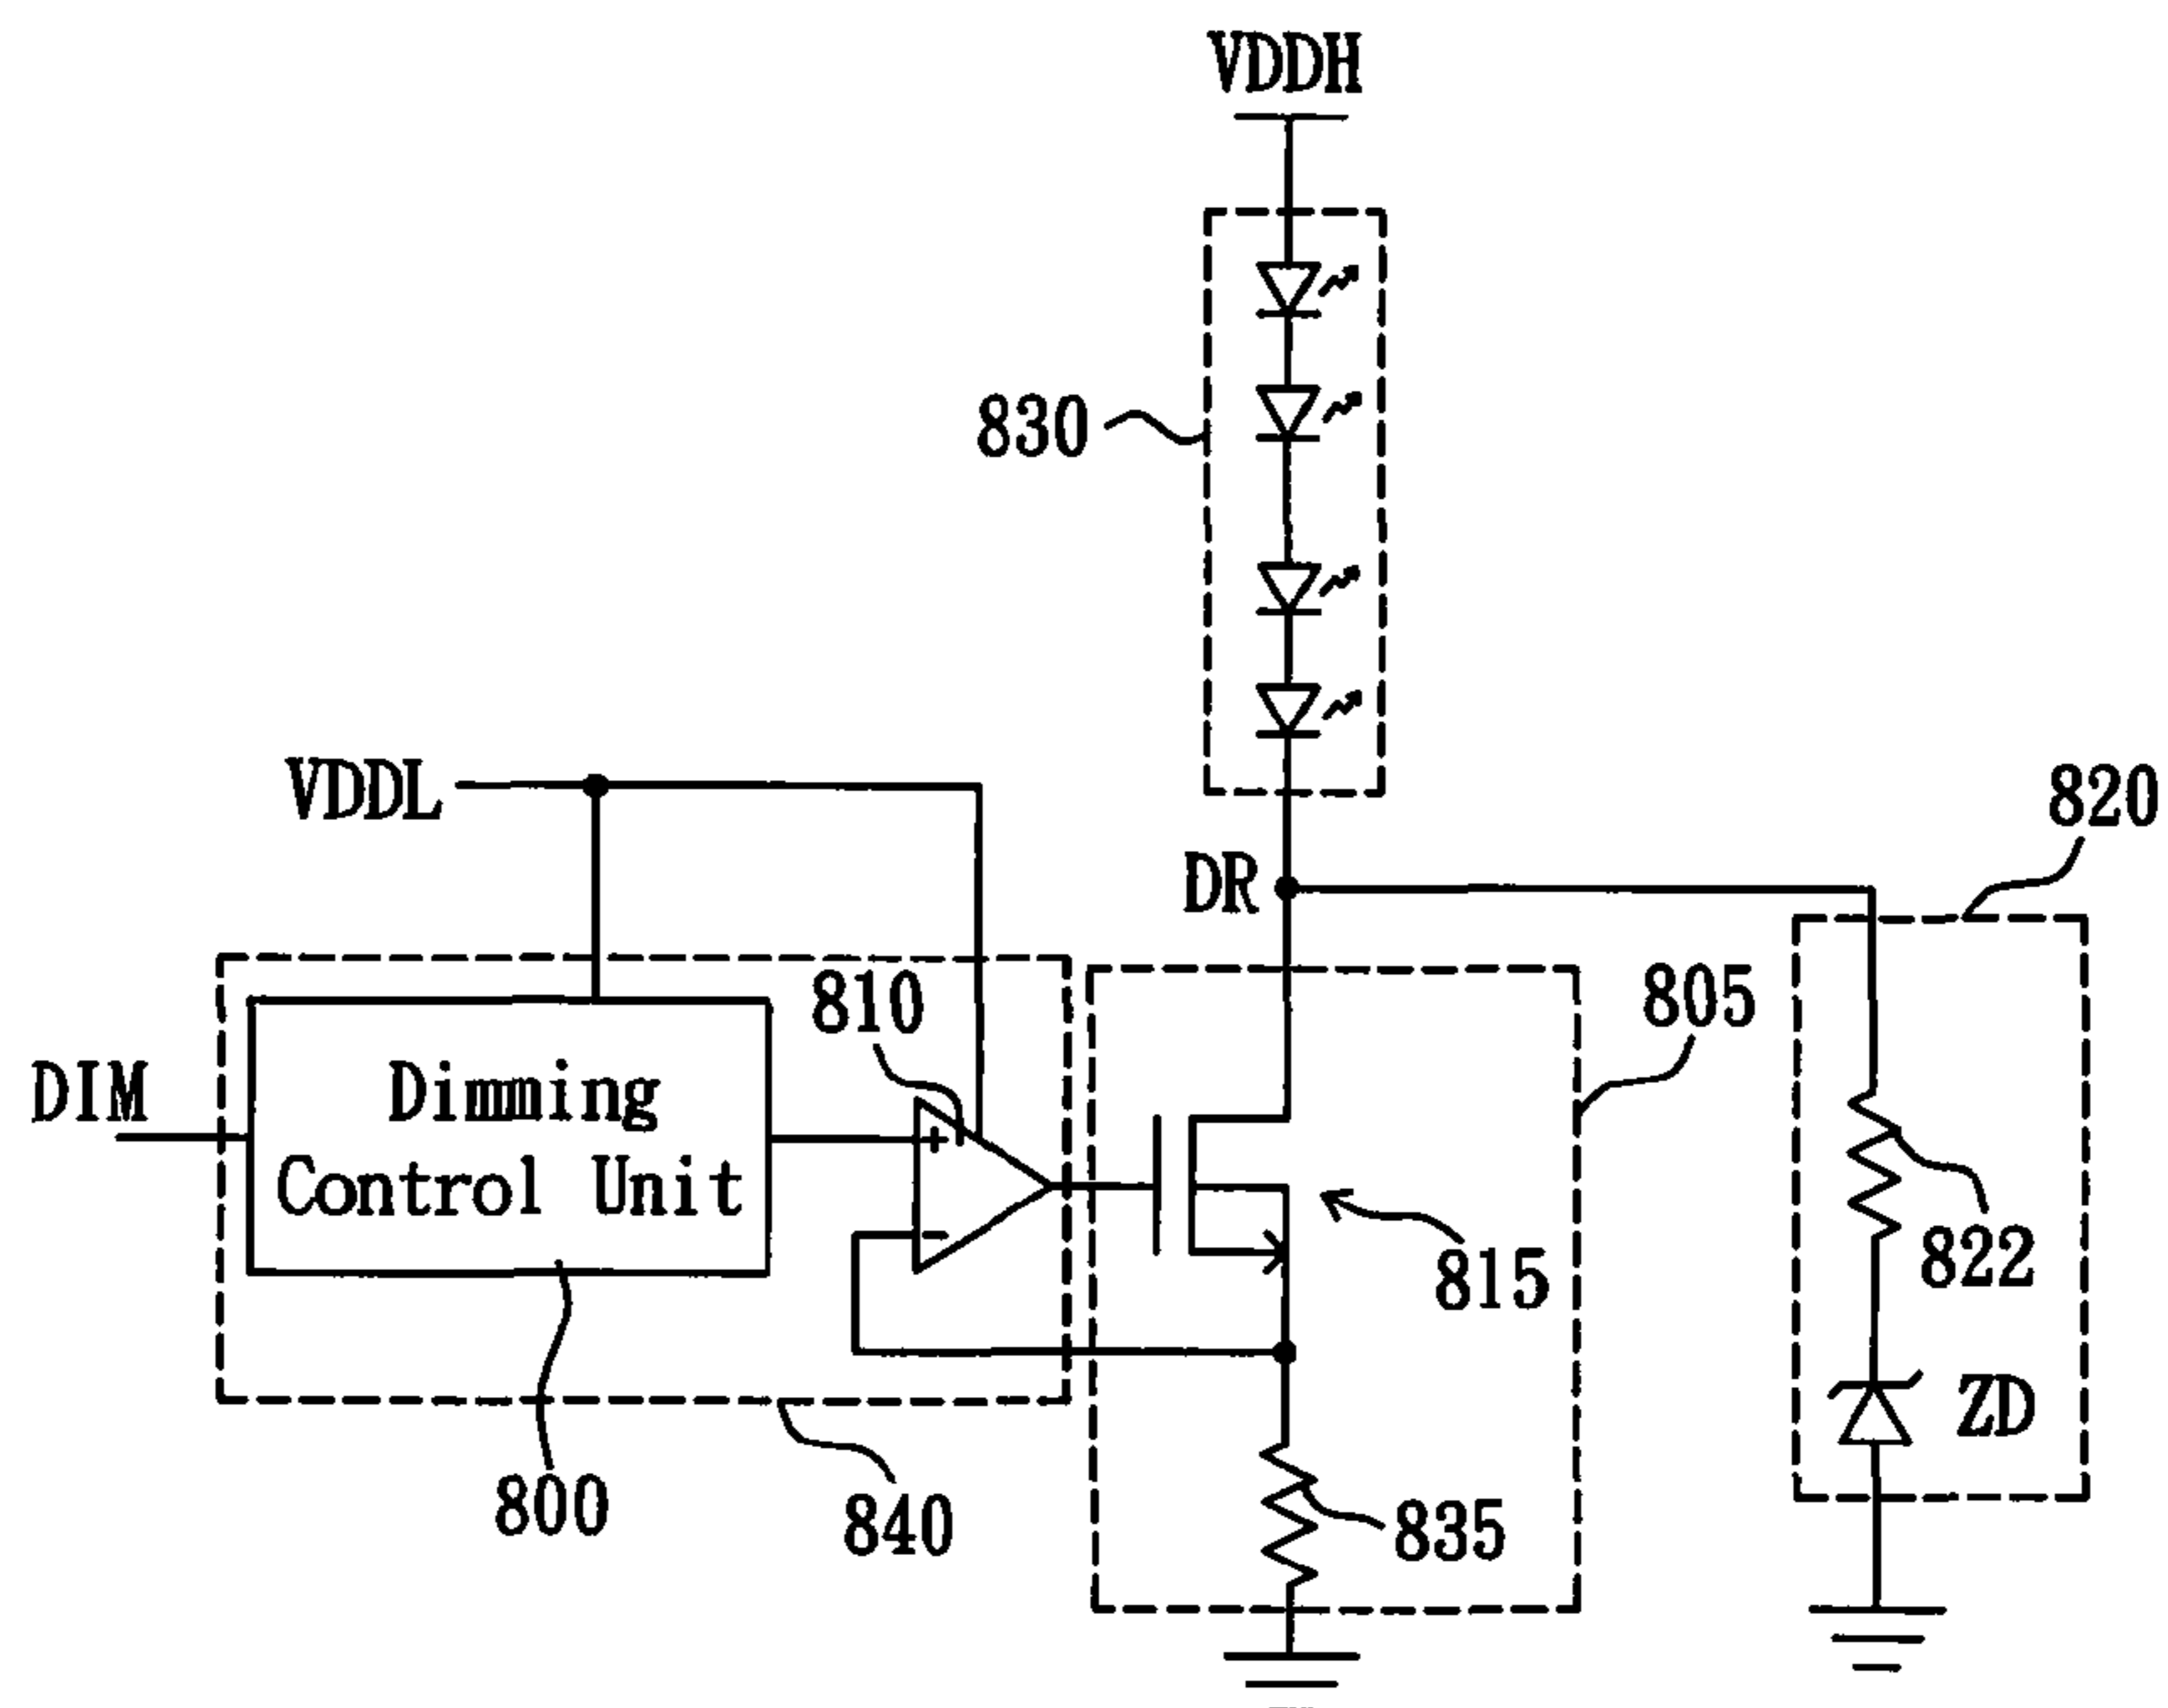 VDDH
830
VDDL
820
DR
810
805
DIM
Dimming
Control Unit
822
815
ZD
800
840
835